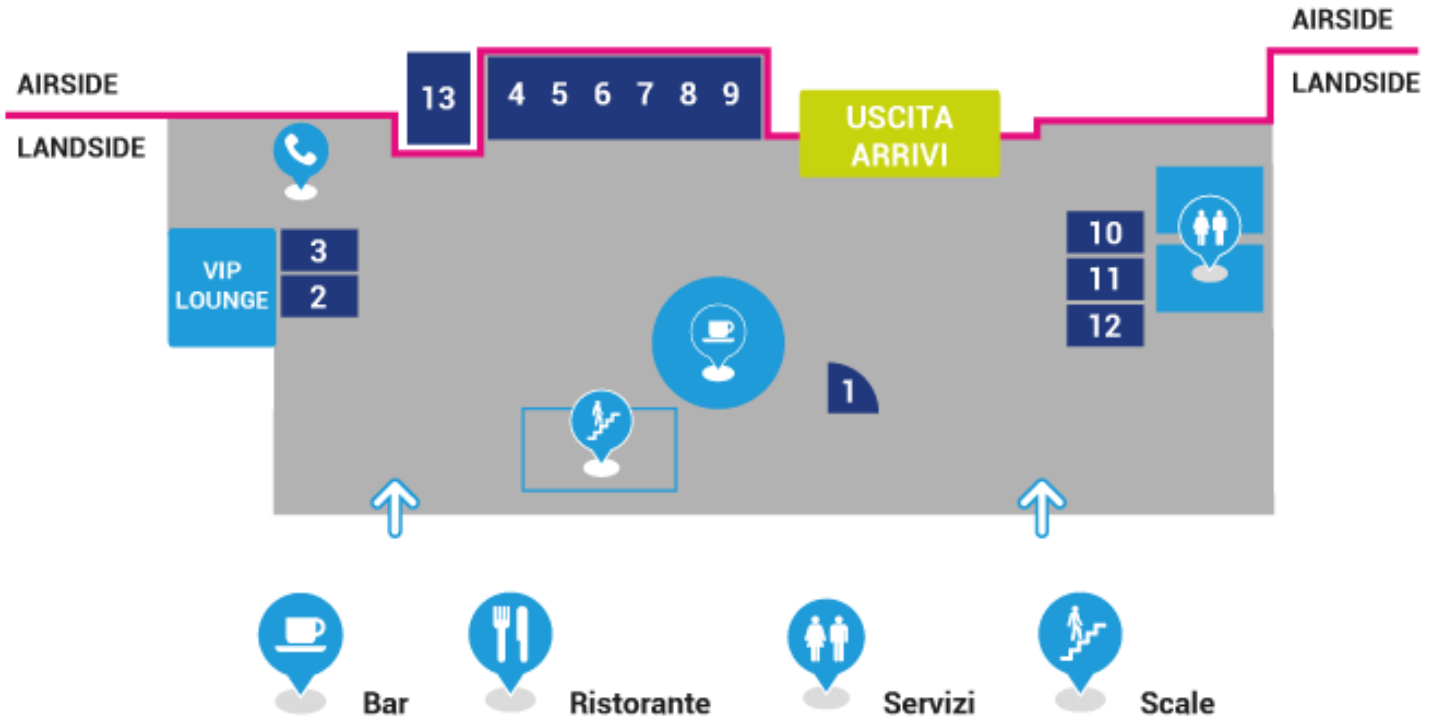 AIRSIDE
LANDSIDE
AIRSIDE
LANDSIDE
13
4 5 6 7 8 9
USCITA
ARRIVI
VIP
LOUNGE
3
2
10
11
12
1
Bar
Ristorante
Servizi
Scale